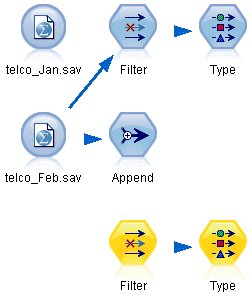 telco_Jan.sav
Filter
Type
telco_Feb.sav
Append
Filter
Type